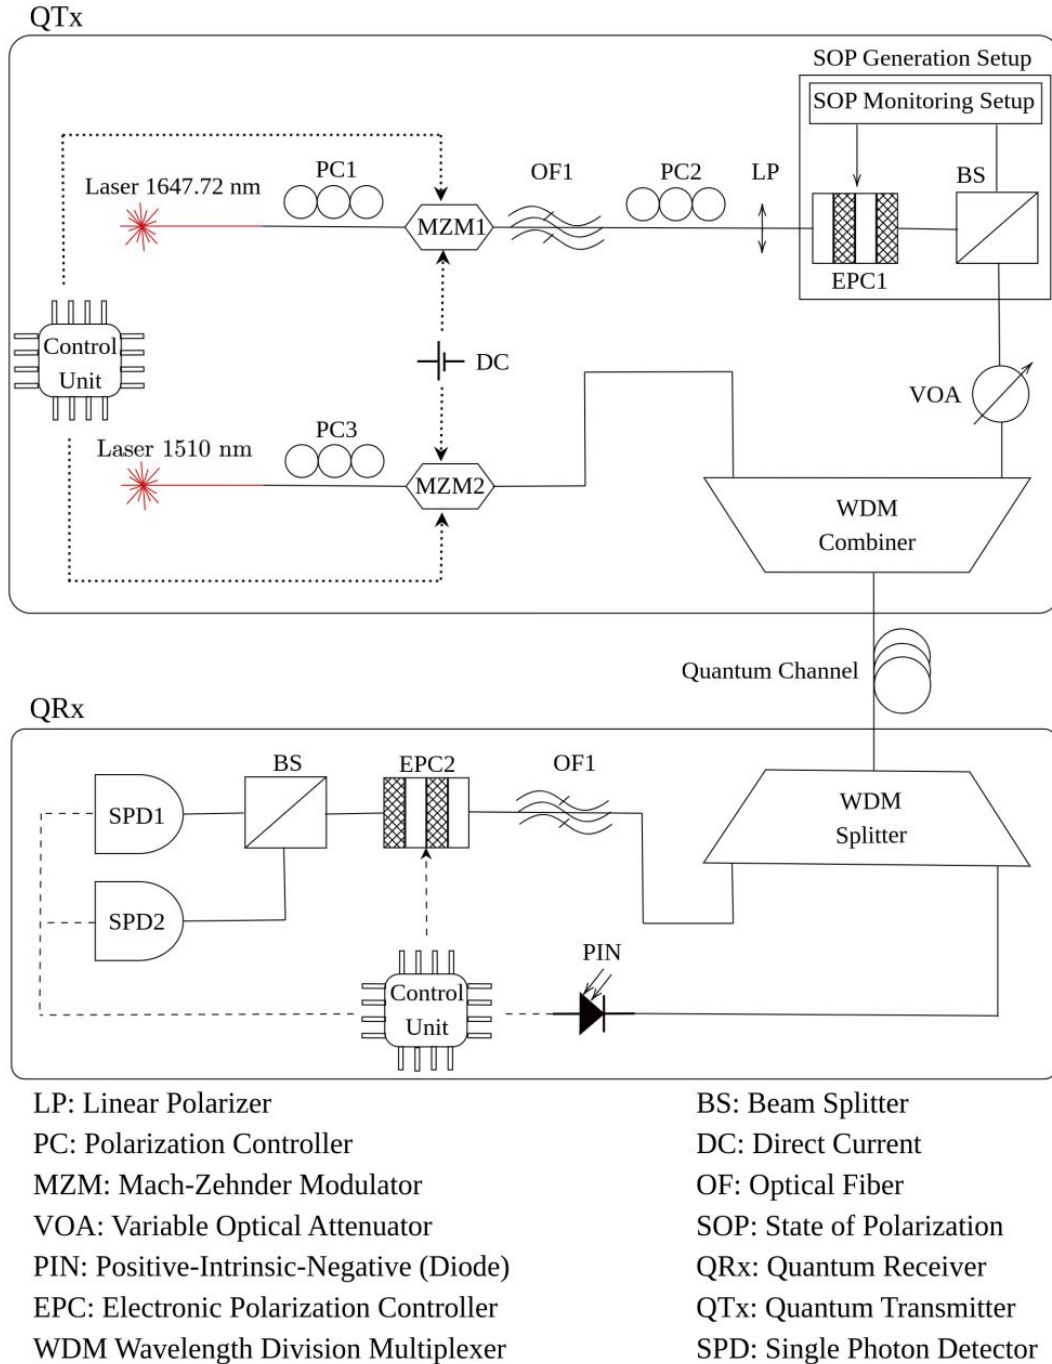 QTx
SOP Generation Setup
SOP Monitoring Setup
PC1
OF1
PC2
LP
BS
Laser 1647.72 nm
MZM1
EPC1
Control
Unit
DC
VOA
PC3
Laser 1510 nm
MZM2
WDM
Combiner
Quantum Channel
QRx
BS
EPC2
OF1
WDM
Splitter
SPD1
SPD2
PIN
Control
Unit
LP: Linear Polarizer
PC: Polarization Controller
MZM: Mach-Zehnder Modulator
VOA: Variable Optical Attenuator
PIN: Positive-Intrinsic-Negative (Diode)
EPC: Electronic Polarization Controller
WDM Wavelength Division Multiplexer
BS: Beam Splitter
DC: Direct Current
OF: Optical Fiber
SOP: State of Polarization
QRx: Quantum Receiver
QTx: Quantum Transmitter
SPD: Single Photon Detector